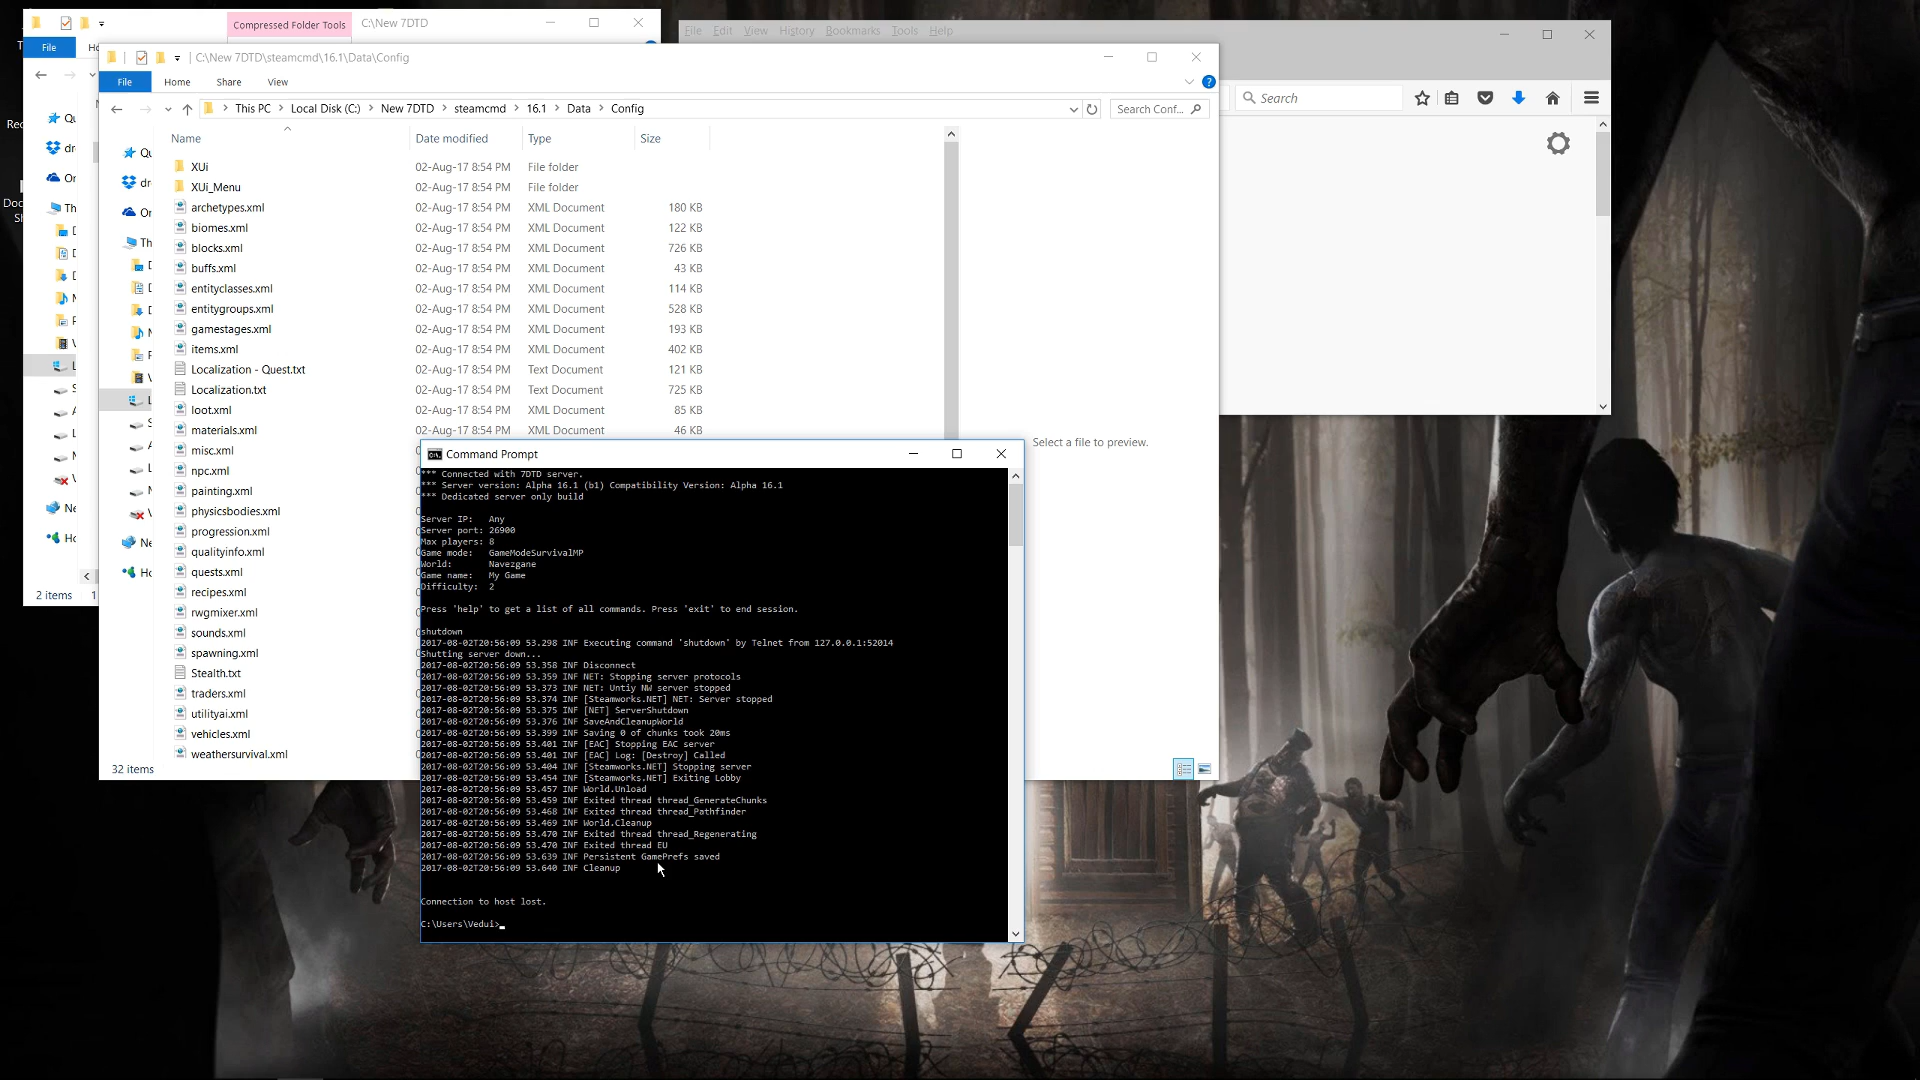 Compressed Folder Tools
C:\New 7DTD
File
2 items
File Edit View History Bookmarks Tools Help
Search
C:\New 7DTD\steamcmd\16.1\Data\Config
File Home Share View
This PC > Local Disk (C:) > New 7DTD > steamcmd > 16.1 > Data > Config
Search Conf...
Name Date modified Type Size
XUi 02-Aug-17 8:54 PM File folder
XUi_Menu 02-Aug-17 8:54 PM File folder
archetypes.xml 02-Aug-17 8:54 PM XML Document 180 KB
biomes.xml 02-Aug-17 8:54 PM XML Document 122 KB
blocks.xml 02-Aug-17 8:54 PM XML Document 726 KB
buffs.xml 02-Aug-17 8:54 PM XML Document 43 KB
entityclasses.xml 02-Aug-17 8:54 PM XML Document 114 KB
entitygroups.xml 02-Aug-17 8:54 PM XML Document 528 KB
gamestages.xml 02-Aug-17 8:54 PM XML Document 193 KB
items.xml 02-Aug-17 8:54 PM XML Document 402 KB
Localization - Quest.txt 02-Aug-17 8:54 PM Text Document 121 KB
Localization.txt 02-Aug-17 8:54 PM Text Document 725 KB
loot.xml 02-Aug-17 8:54 PM XML Document 85 KB
materials.xml 02-Aug-17 8:54 PM XML Document 46 KB
misc.xml
npc.xml
painting.xml
physicsbodies.xml
progression.xml
qualityinfo.xml
quests.xml
recipes.xml
rwgmixer.xml
sounds.xml
spawning.xml
Stealth.txt
traders.xml
utilityai.xml
vehicles.xml
weathersurvival.xml
32 items
Select a file to preview.
Command Prompt
*** Connected with 7DTD server.
*** Server version: Alpha 16.1 (b1) Compatibility Version: Alpha 16.1
*** Dedicated server only build
Server IP: Any
Server port: 26900
Max players: 8
Game mode: GameModeSurvivalMP
World: Navezgane
Game name: My Game
Difficulty: 2
Press 'help' to get a list of all commands. Press 'exit' to end session.
shutdown
2017-08-02T20:56:09 53.298 INF Executing command 'shutdown' by Telnet from 127.0.0.1:52014
Shutting server down...
2017-08-02T20:56:09 53.358 INF Disconnect
2017-08-02T20:56:09 53.359 INF NET: Stopping server protocols
2017-08-02T20:56:09 53.373 INF NET: Untiy NW server stopped
2017-08-02T20:56:09 53.374 INF [Steamworks.NET] NET: Server stopped
2017-08-02T20:56:09 53.375 INF [NET] ServerShutdown
2017-08-02T20:56:09 53.376 INF SaveAndCleanupWorld
2017-08-02T20:56:09 53.399 INF Saving 0 of chunks took 20ms
2017-08-02T20:56:09 53.401 INF [EAC] Stopping EAC server
2017-08-02T20:56:09 53.401 INF [EAC] Log: [Destroy] Called
2017-08-02T20:56:09 53.404 INF [Steamworks.NET] Stopping server
2017-08-02T20:56:09 53.454 INF [Steamworks.NET] Exiting Lobby
2017-08-02T20:56:09 53.457 INF World.Unload
2017-08-02T20:56:09 53.459 INF Exited thread thread_GenerateChunks
2017-08-02T20:56:09 53.468 INF Exited thread thread_Pathfinder
2017-08-02T20:56:09 53.469 INF World.Cleanup
2017-08-02T20:56:09 53.470 INF Exited thread thread_Regenerating
2017-08-02T20:56:09 53.470 INF Exited thread EU
2017-08-02T20:56:09 53.639 INF Persistent GamePrefs saved
2017-08-02T20:56:09 53.640 INF Cleanup
Connection to host lost.
C:\Users\Vedui>_